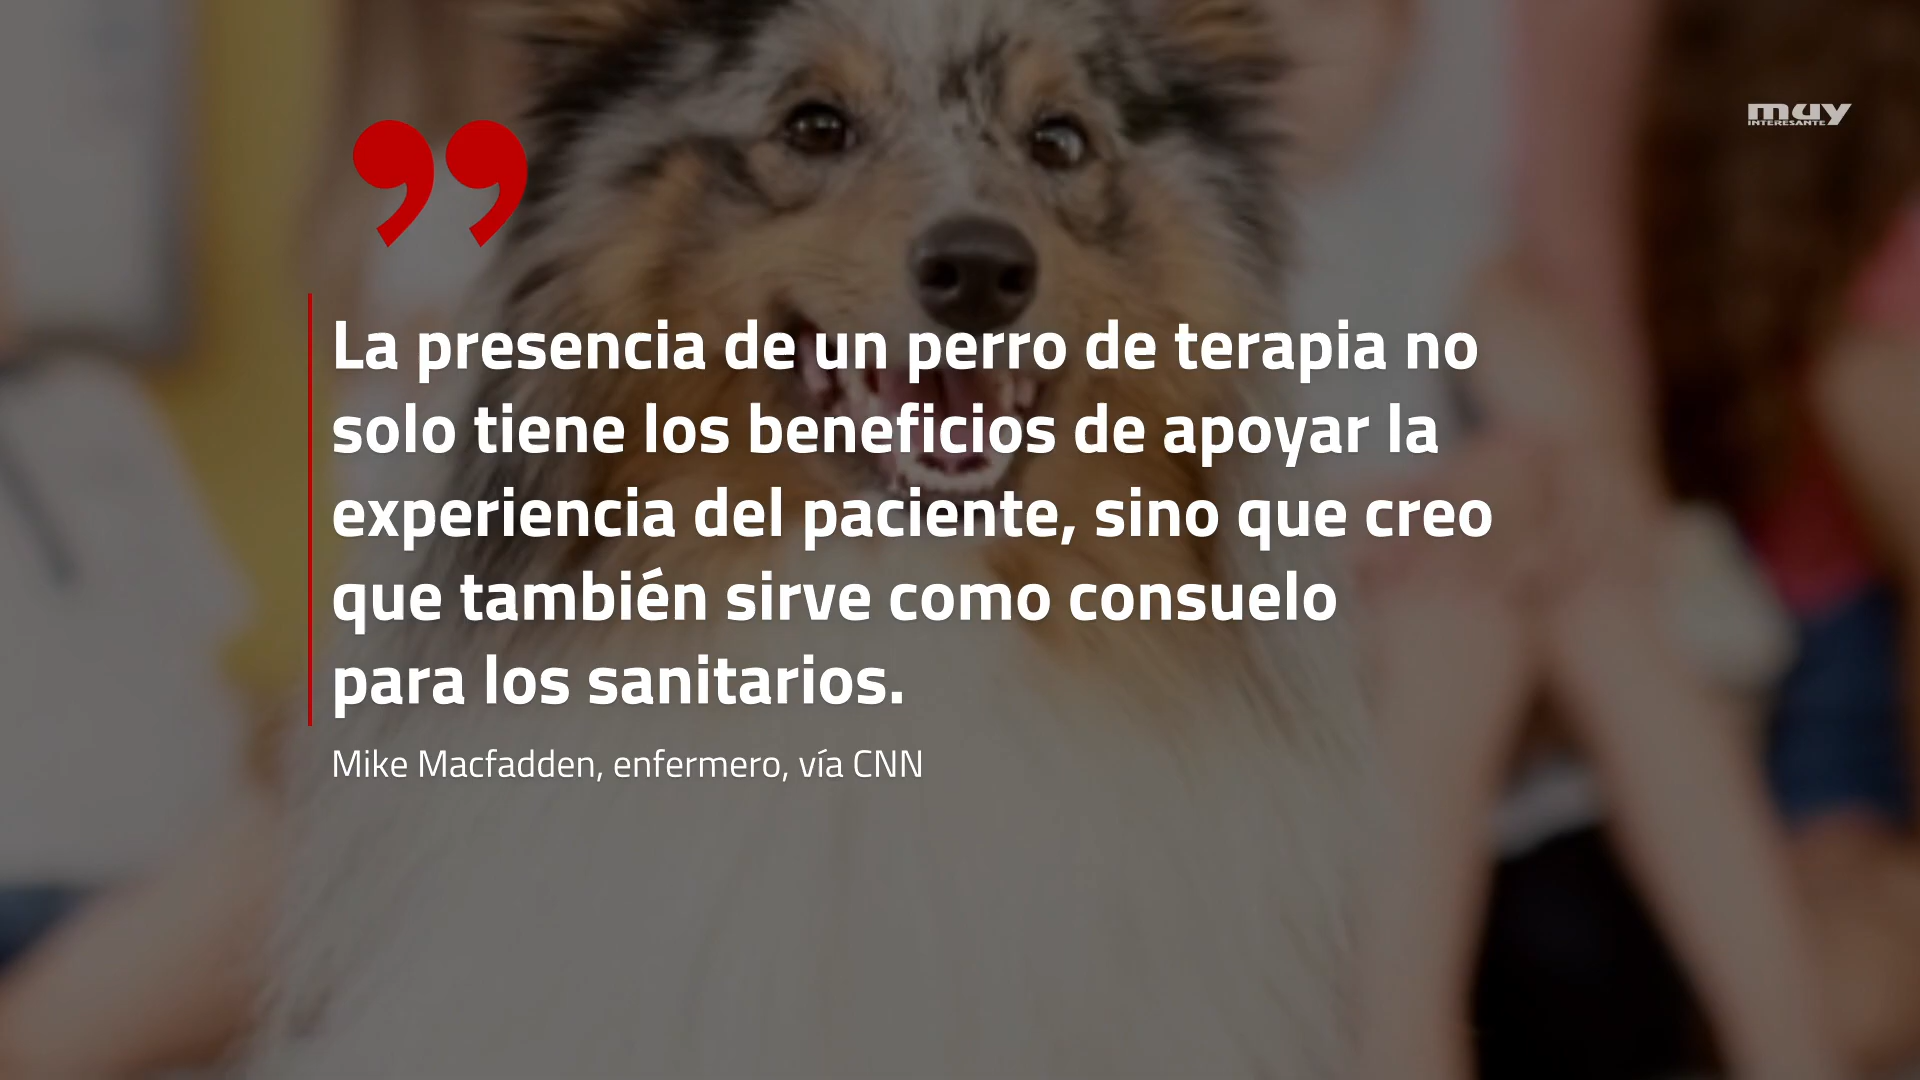 muy
INTERESANTE
”
La presencia de un perro de terapia no
solo tiene los beneficios de apoyar la
experiencia del paciente, sino que creo
que también sirve como consuelo
para los sanitarios.
Mike Macfadden, enfermero, vía CNN